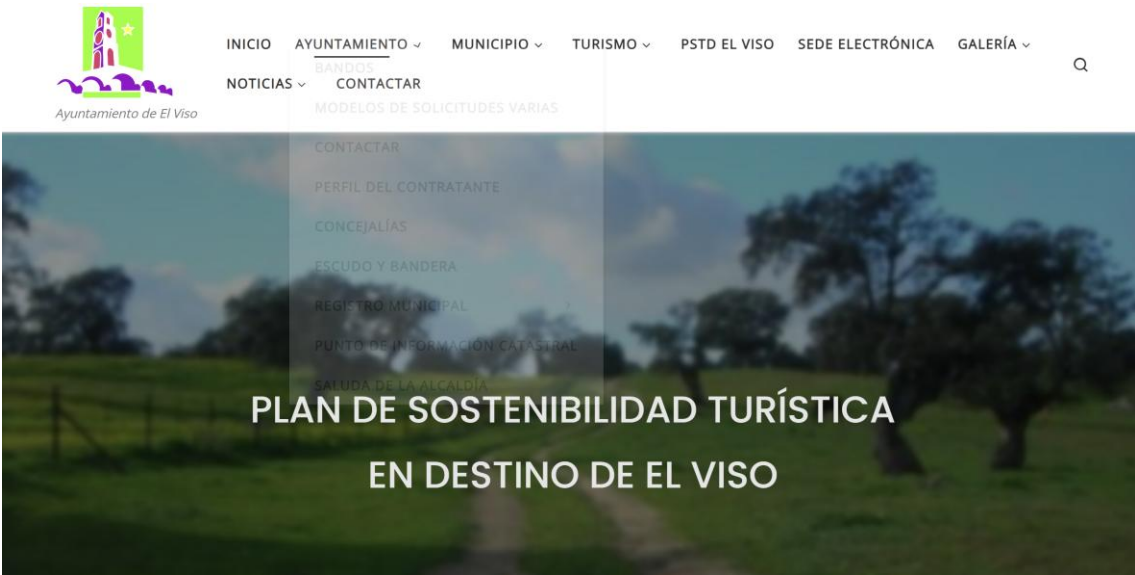 INICIO AYUNTAMIENTO MUNICIPIO TURISMO PSTD EL VISO SEDE ELECTRÓNICA GALERÍA
NOTICIAS CONTACTAR
Ayuntamiento de El Viso
BANDOS
MODELOS DE SOLICITUDES VARIAS
CONTACTAR
PERFIL DEL CONTRATANTE
CONCEJALÍAS
ESCUDO Y BANDERA
REGISTRO MUNICIPAL
PUNTO DE INFORMACIÓN CATASTRAL
SALUDA DE LA ALCALDÍA
PLAN DE SOSTENIBILIDAD TURÍSTICA
EN DESTINO DE EL VISO